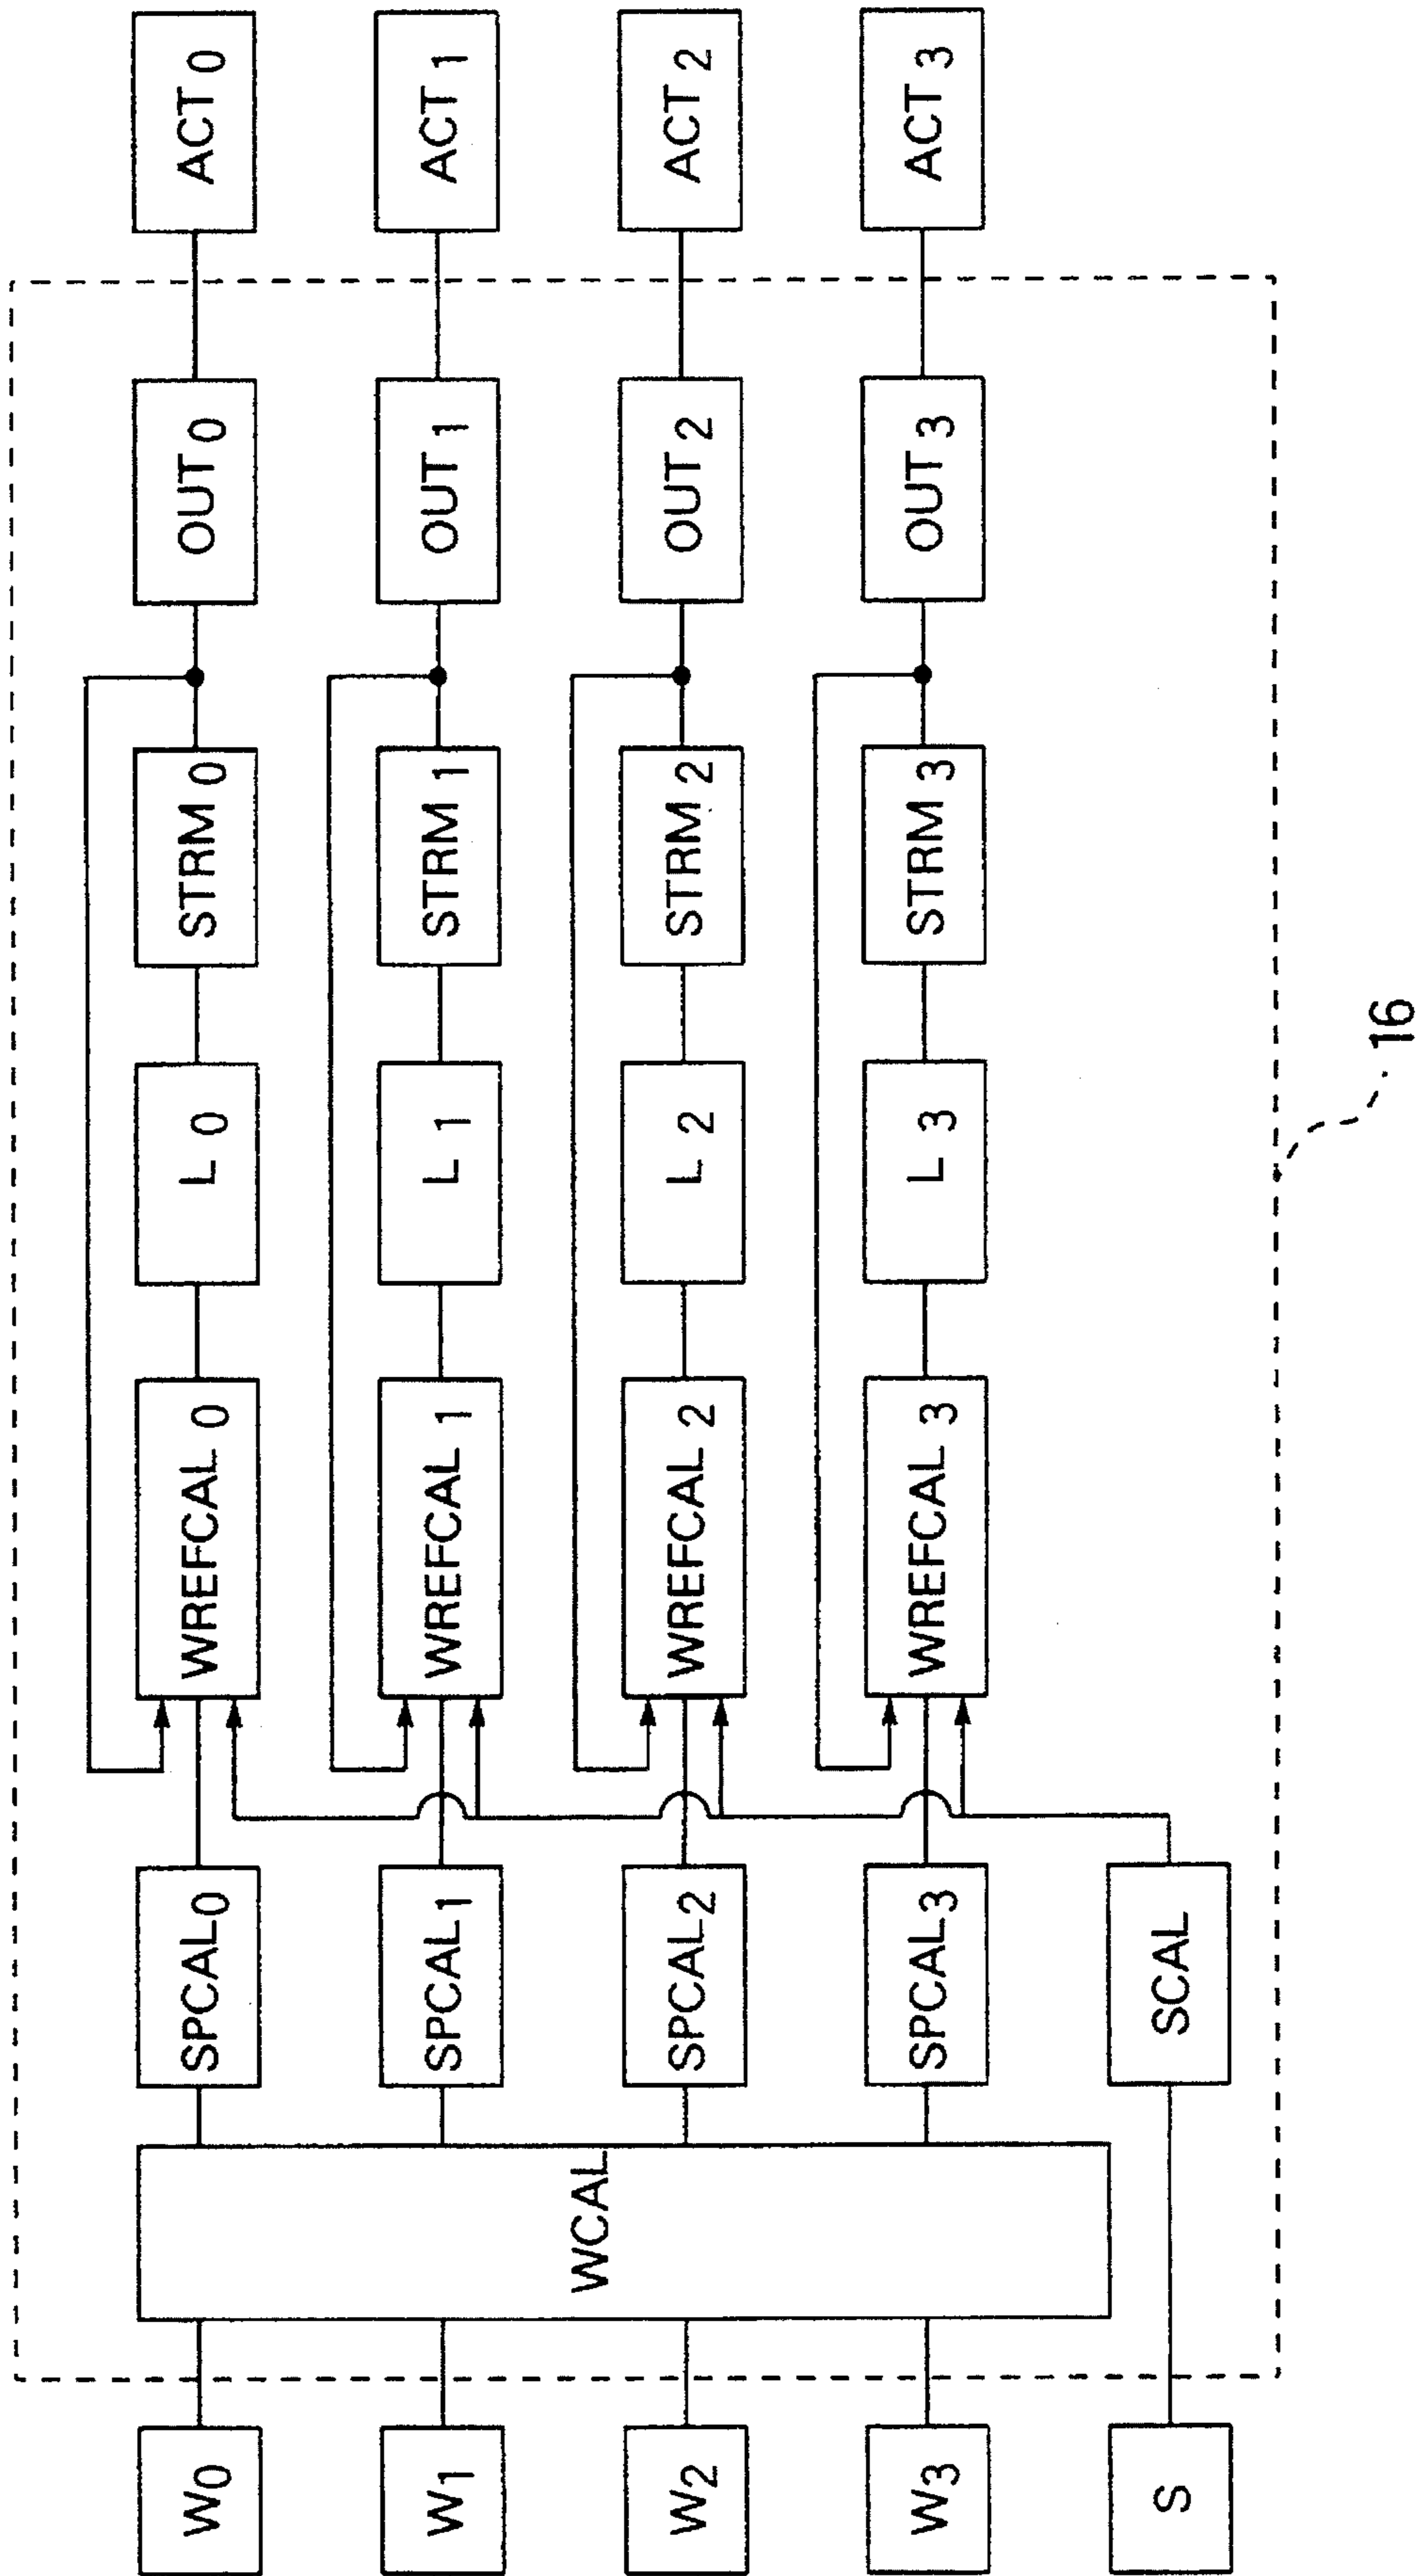 W0
W1
W2
W3
S
WCAL
SPCAL0
SPCAL1
SPCAL2
SPCAL3
SCAL
WREFCAL 0
WREFCAL 1
WREFCAL 2
WREFCAL 3
L 0
L 1
L 2
L 3
STRM 0
STRM 1
STRM 2
STRM 3
OUT 0
OUT 1
OUT 2
OUT 3
ACT 0
ACT 1
ACT 2
ACT 3
16